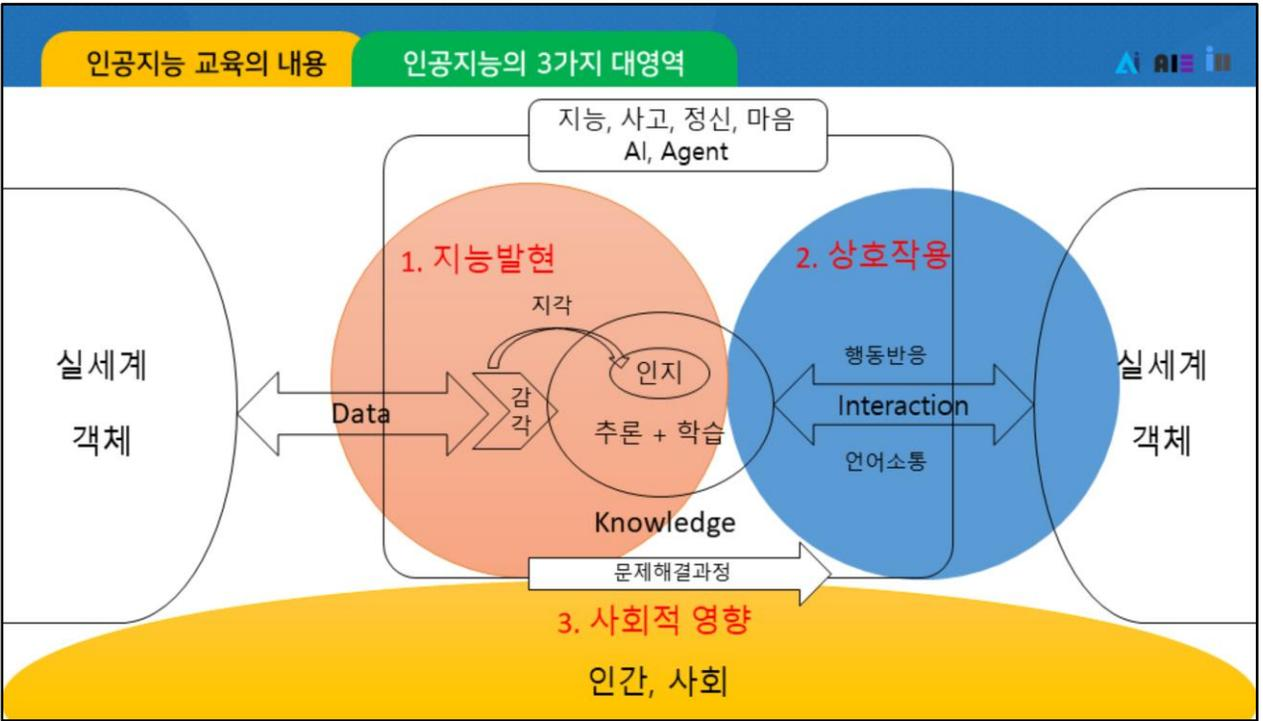 인공지능 교육의 내용
인공지능의 3가지 대영역
Ai AIE
지능, 사고, 정신, 마음
AI, Agent
1. 지능발현
2. 상호작용
지각
실세계
객체
Data
감
각
인지
추론 + 학습
행동반응
Interaction
언어소통
실세계
객체
Knowledge
문제해결과정
3. 사회적 영향
인간, 사회